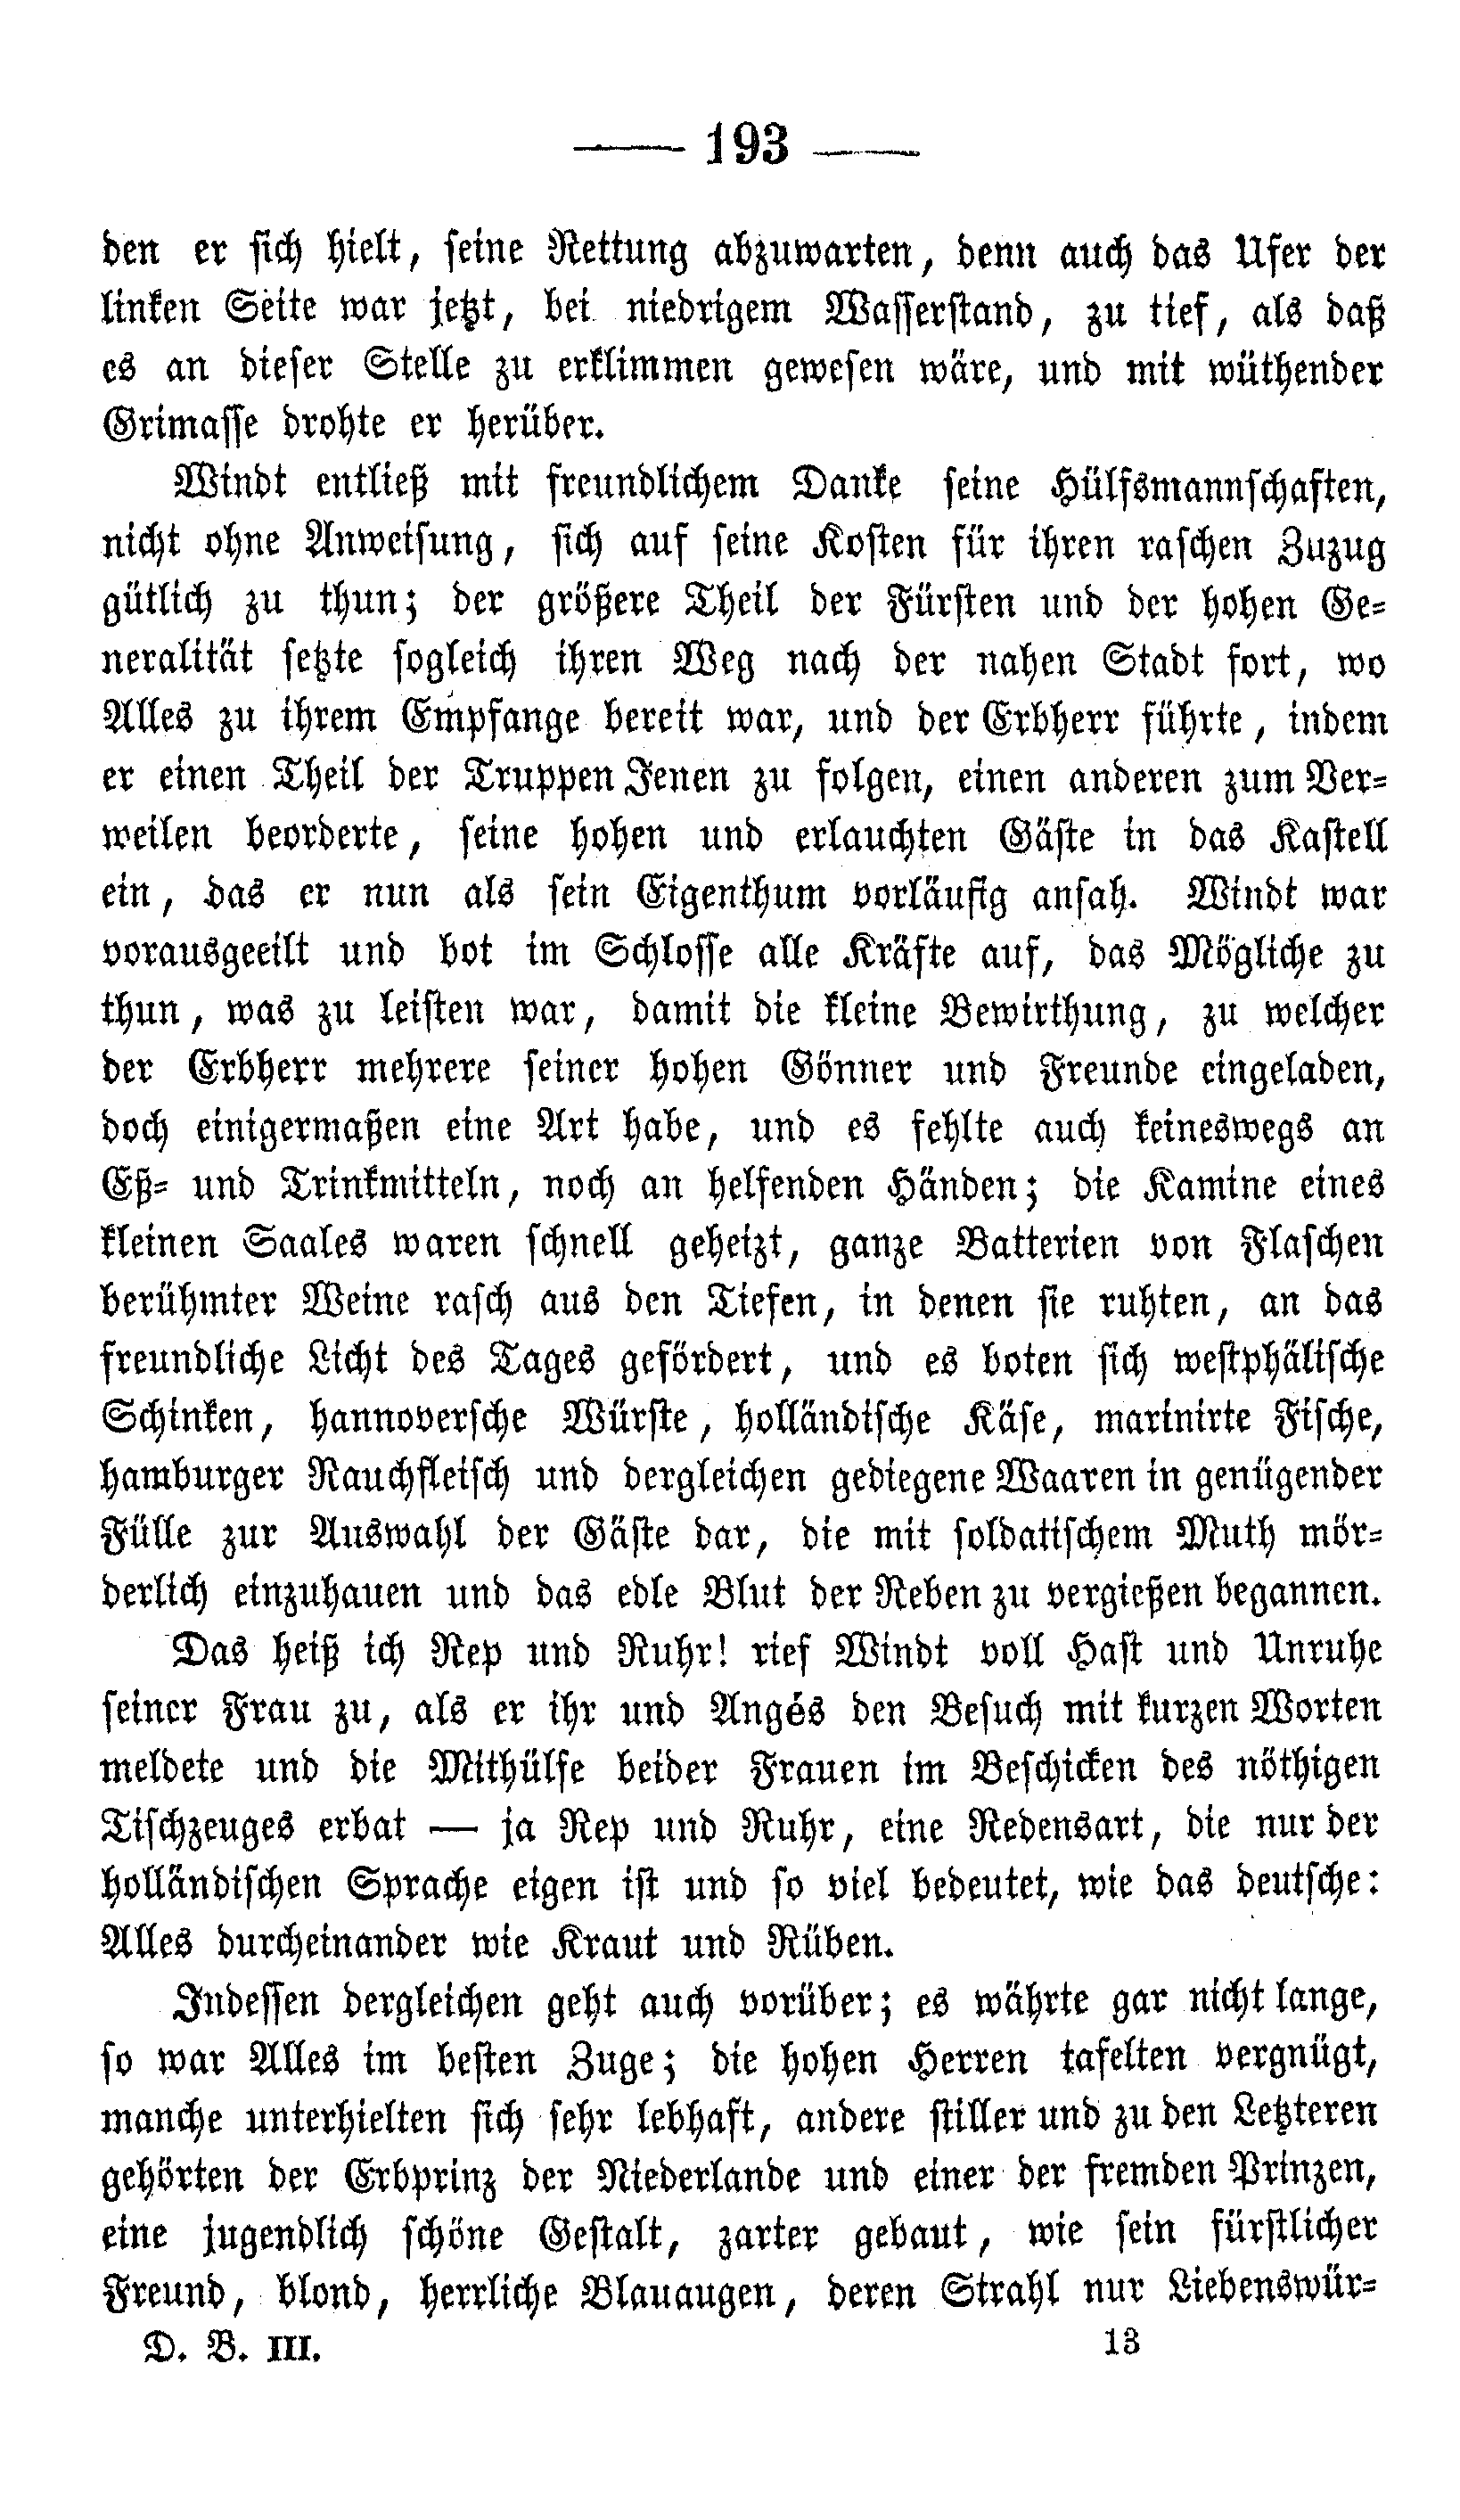 — 193 —
den er sich hielt, seine Rettung abzuwarten, denn auch das Ufer der
linken Seite war jetzt, bei niedrigem Wasserstand, zu tief, als daß
es an dieser Stelle zu erklimmen gewesen wäre, und mit wüthender
Grimasse drohte er herüber.
Windt entließ mit freundlichem Danke seine Hülfsmannschaften,
nicht ohne Anweisung, sich auf seine Kosten für ihren raschen Zuzug
gütlich zu thun; der größere Theil der Fürsten und der hohen Ge-
neralität setzte sogleich ihren Weg nach der nahen Stadt fort, wo
Alles zu ihrem Empfange bereit war, und der Erbherr führte, indem
er einen Theil der Truppen Jenen zu folgen, einen anderen zum Ver-
weilen beorderte, seine hohen und erlauchten Gäste in das Kastell
ein, das er nun als sein Eigenthum vorläufig ansah. Windt war
vorausgeeilt und bot im Schlosse alle Kräfte auf, das Mögliche zu
thun, was zu leisten war, damit die kleine Bewirthung, zu welcher
der Erbherr mehrere seiner hohen Gönner und Freunde eingeladen,
doch einigermaßen eine Art habe, und es fehlte auch keineswegs an
Eß- und Trinkmitteln, noch an helfenden Händen; die Kamine eines
kleinen Saales waren schnell geheizt, ganze Batterien von Flaschen
berühmter Weine rasch aus den Tiefen, in denen sie ruhten, an das
freundliche Licht des Tages gefördert, und es boten sich westphälische
Schinken, hannoversche Würste, holländische Käse, marinirte Fische,
hamburger Rauchfleisch und dergleichen gediegene Waaren in genügender
Fülle zur Auswahl der Gäste dar, die mit soldatischem Muth mör-
derlich einzuhauen und das edle Blut der Reben zu vergießen begannen.
Das heiß ich Rep und Ruhr! rief Windt voll Hast und Unruhe
seiner Frau zu, als er ihr und Angés den Besuch mit kurzen Worten
meldete und die Mithülfe beider Frauen im Beschicken des nöthigen
Tischzeuges erbat — ja Rep und Ruhr, eine Redensart, die nur der
holländischen Sprache eigen ist und so viel bedeutet, wie das deutsche:
Alles durcheinander wie Kraut und Rüben.
Indessen dergleichen geht auch vorüber; es währte gar nicht lange,
so war Alles im besten Zuge; die hohen Herren tafelten vergnügt,
manche unterhielten sich sehr lebhaft, andere stiller und zu den Letzteren
gehörten der Erbprinz der Niederlande und einer der fremden Prinzen,
eine jugendlich schöne Gestalt, zarter gebaut, wie sein fürstlicher
Freund, blond, herrliche Blauaugen, deren Strahl nur Liebenswür-
D. B. III. 13